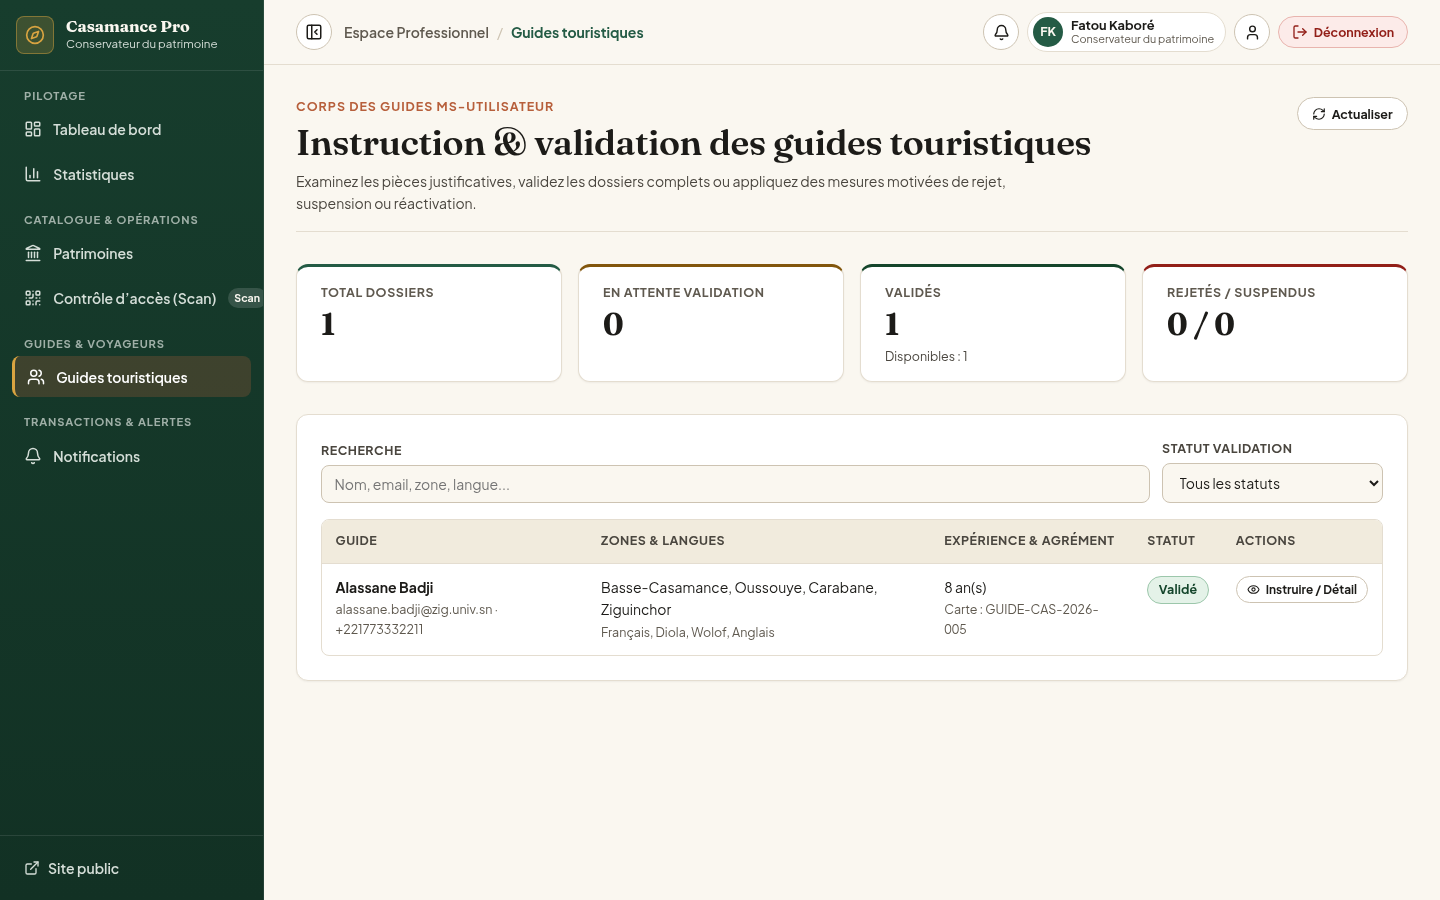 Casamance Pro
Conservateur du patrimoine
PILOTAGE
Tableau de bord
Statistiques
CATALOGUE & OPÉRATIONS
Patrimoines
Contrôle d’accès (Scan) Scan
GUIDES & VOYAGEURS
Guides touristiques
TRANSACTIONS & ALERTES
Notifications
Site public
Espace Professionnel / Guides touristiques
FK
Fatou Kaboré
Conservateur du patrimoine
Déconnexion
CORPS DES GUIDES MS-UTILISATEUR
Instruction & validation des guides touristiques
Examinez les pièces justificatives, validez les dossiers complets ou appliquez des mesures motivées de rejet,
suspension ou réactivation.
Actualiser
TOTAL DOSSIERS
1
EN ATTENTE VALIDATION
0
VALIDÉS
1
Disponibles : 1
REJETÉS / SUSPENDUS
0 / 0
RECHERCHE
Nom, email, zone, langue...
STATUT VALIDATION
Tous les statuts
GUIDE ZONES & LANGUES EXPÉRIENCE & AGRÉMENT STATUT ACTIONS
Alassane Badji
alassane.badji@zig.univ.sn ·
+221773332211
Basse-Casamance, Oussouye, Carabane,
Ziguinchor
Français, Diola, Wolof, Anglais
8 an(s)
Carte : GUIDE-CAS-2026-
005
Validé
Instruire / Détail